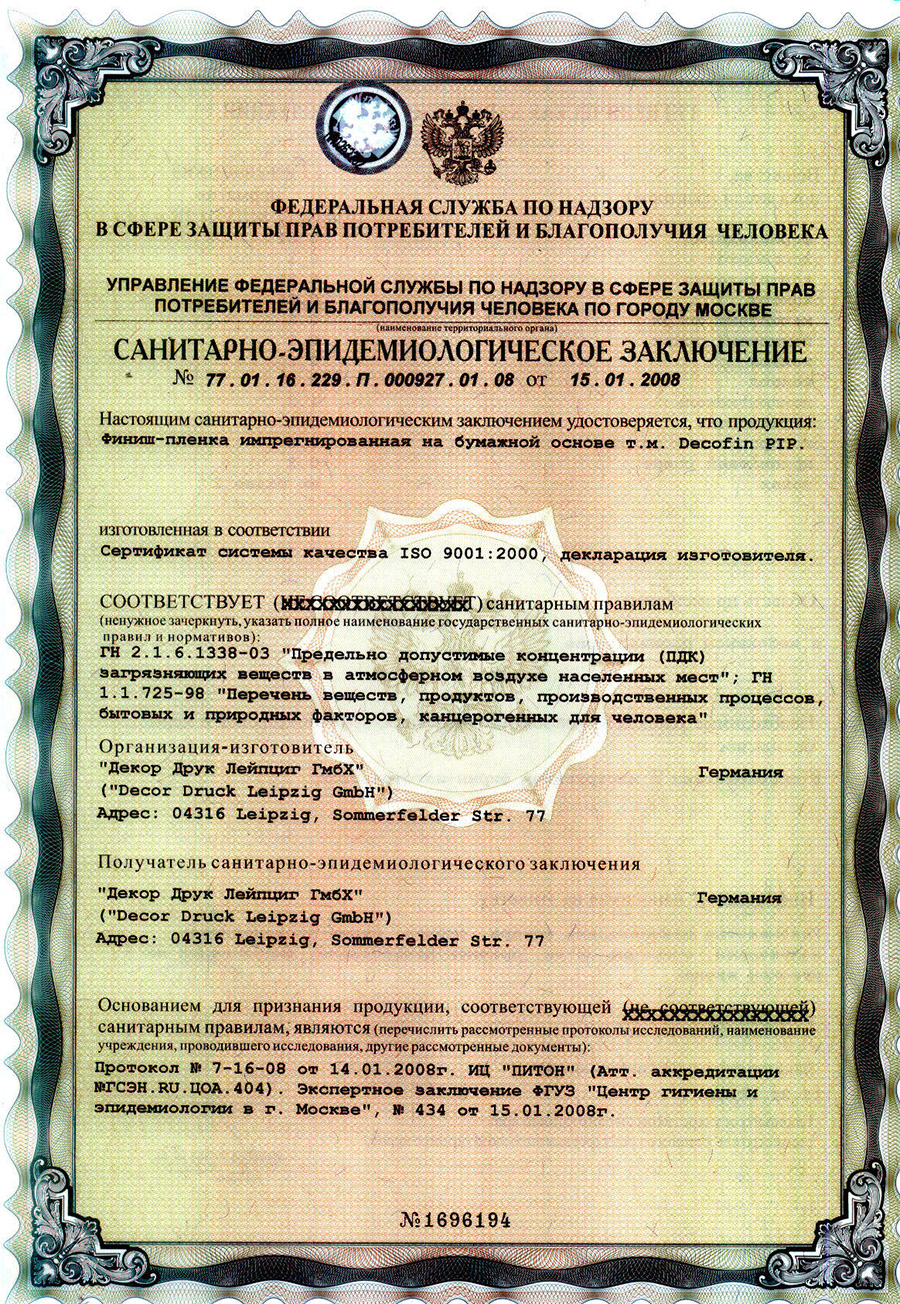 ФЕДЕРАЛЬНАЯ СЛУЖБА ПО НАДЗОРУ
В СФЕРЕ ЗАЩИТЫ ПРАВ ПОТРЕБИТЕЛЕЙ И БЛАГОПОЛУЧИЯ ЧЕЛОВЕКА
УПРАВЛЕНИЕ ФЕДЕРАЛЬНОЙ СЛУЖБЫ ПО НАДЗОРУ В СФЕРЕ ЗАЩИТЫ ПРАВ
ПОТРЕБИТЕЛЕЙ И БЛАГОПОЛУЧИЯ ЧЕЛОВЕКА ПО ГОРОДУ МОСКВЕ
(наименование территориального органа)
САНИТАРНО-ЭПИДЕМИОЛОГИЧЕСКОЕ ЗАКЛЮЧЕНИЕ
№ 77.01.16.229.П.000927.01.08 от 15.01.2008
Настоящим санитарно-эпидемиологическим заключением удостоверяется, что продукция:
Финиш-пленка импрегнированная на бумажной основе т.м. Decofin PIP.
изготовленная в соответствии
Сертификат системы качества ISO 9001:2000, декларация изготовителя.
СООТВЕТСТВУЕТ (НЕ СООТВЕТСТВУЕТ) санитарным правилам
(ненужное зачеркнуть, указать полное наименование государственных санитарно-эпидемиологических
правил и нормативов):
ГН 2.1.6.1338-03 "Предельно допустимые концентрации (ПДК)
загрязняющих веществ в атмосферном воздухе населенных мест"; ГН
1.1.725-98 "Перечень веществ, продуктов, производственных процессов,
бытовых и природных факторов, канцерогенных для человека"
Организация-изготовитель
"Декор Друк Лейпциг ГмбХ" Германия
("Decor Druck Leipzig GmbH")
Адрес: 04316 Leipzig, Sommerfelder Str. 77
Получатель санитарно-эпидемиологического заключения
"Декор Друк Лейпциг ГмбХ" Германия
("Decor Druck Leipzig GmbH")
Адрес: 04316 Leipzig, Sommerfelder Str. 77
Основанием для признания продукции, соответствующей (не соответствующей)
санитарным правилам, являются (перечислить рассмотренные протоколы исследований, наименование
учреждения, проводившего исследования, другие рассмотренные документы):
Протокол № 7-16-08 от 14.01.2008г. ИЦ "ПИТОН" (Атт. аккредитации
№ГСЭН.RU.ЦОА.404). Экспертное заключение ФГУЗ "Центр гигиены и
эпидемиологии в г. Москве", № 434 от 15.01.2008г.
№1696194